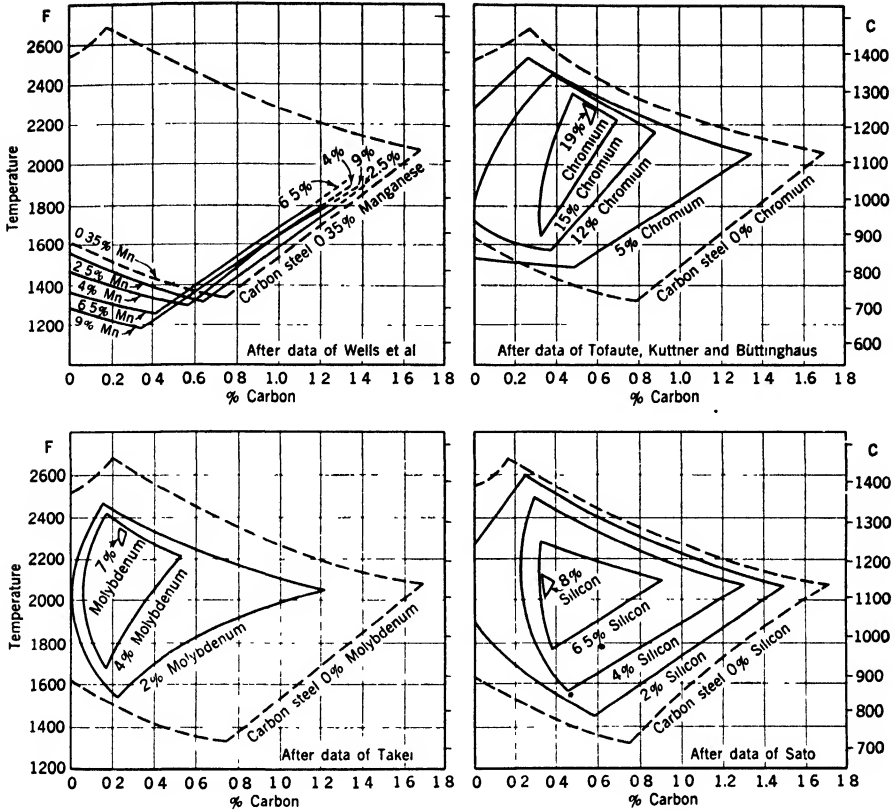 F
2600
2400
2200
2000
1800
1600
1400
1200
Temperature
0 35% Mn
2 5% Mn
4% Mn
6 5% Mn
9% Mn
6 5%
4%
9%
2.5%
Carbon steel 0 35% Manganese
After data of Wells et al
0 0.2 0.4 0.6 0.8 1.0 1.2 1.4 1.6 1 8
% Carbon
C
1400
1300
1200
1100
1000
900
800
700
600
19%
Chromium
15% Chromium
12% Chromium
5% Chromium
Carbon steel 0% Chromium
After data of Tofaute, Kuttner and Buttinghaus
0 0.2 0.4 0.6 0.8 1.0 1.2 1.4 1.6 1 8
% Carbon
F
2600
2400
2200
2000
1800
1600
1400
1200
Temperature
7%
Molybdenum
4% Molybdenum
2% Molybdenum
Carbon steel 0% Molybdenum
After data of Takei
0 0 2 0 4 0 6 0 8 1 0 1 2 1 4 1 6 1 8
% Carbon
C
1400
1300
1200
1100
1000
900
800
700
8%
Silicon
6 5% Silicon
4% Silicon
2% Silicon
Carbon steel 0% Silicon
After data of Sato
0 0 2 0 4 0 6 0 8 1 0 1 2 1 4 1 6 1 8
% Carbon